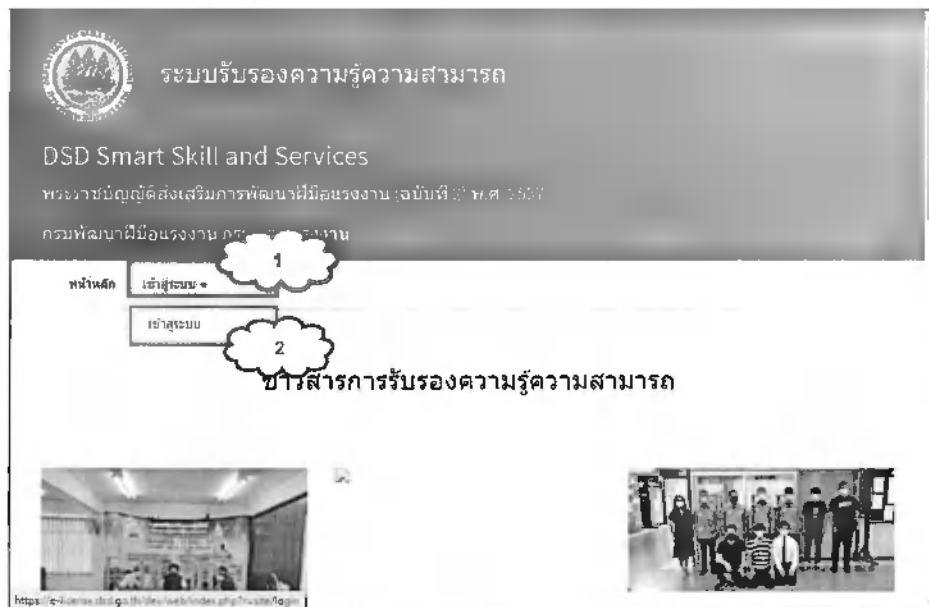 ระบบรับรองความรู้ความสามารถ
DSD Smart Skill and Services
พระราชบัญญัติส่งเสริมการพัฒนาฝีมือแรงงาน (ฉบับที่ 2) พ.ศ.
กรมพัฒนาฝีมือแรงงาน
1
หน้าหลัก เข้าสู่ระบบ
เข้าสู่ระบบ
2
ข่าวสารการรับรองความรู้ความสามารถ